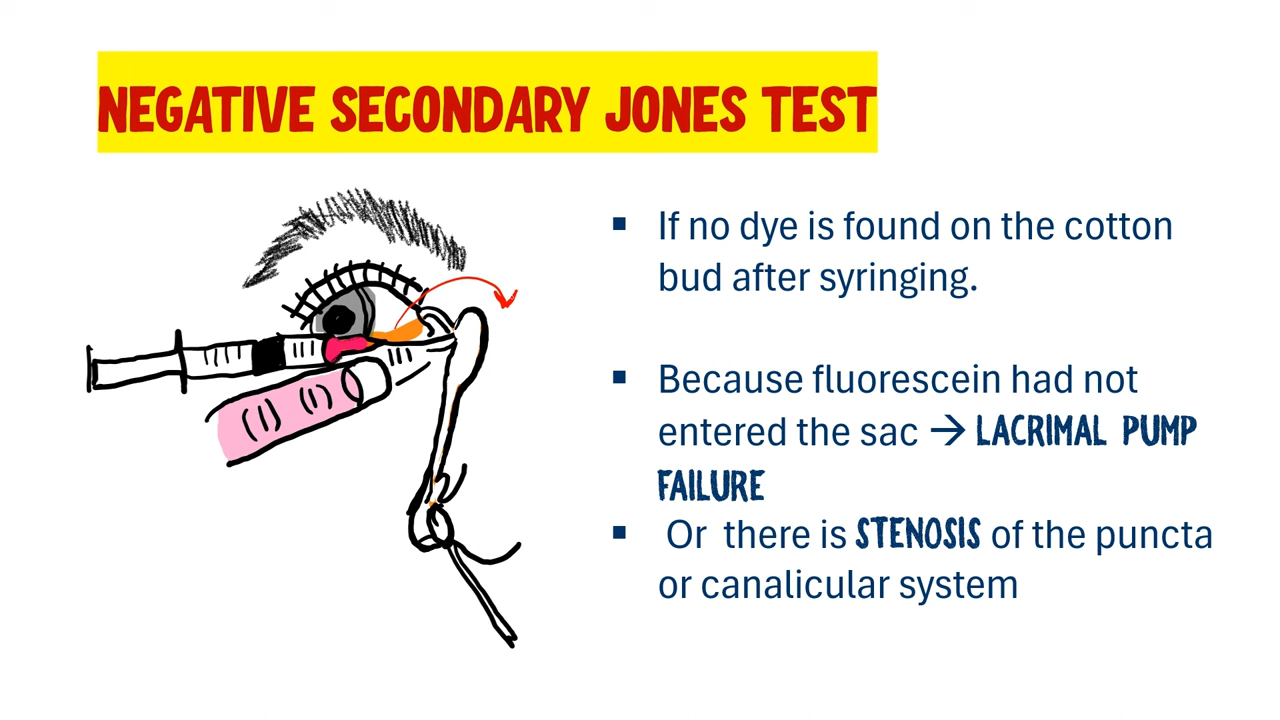 NEGATIVE SECONDARY JONES TEST
▪ If no dye is found on the cotton
bud after syringing.
▪ Because fluorescein had not
entered the sac → LACRIMAL PUMP
FAILURE
▪ Or there is STENOSIS of the puncta
or canalicular system